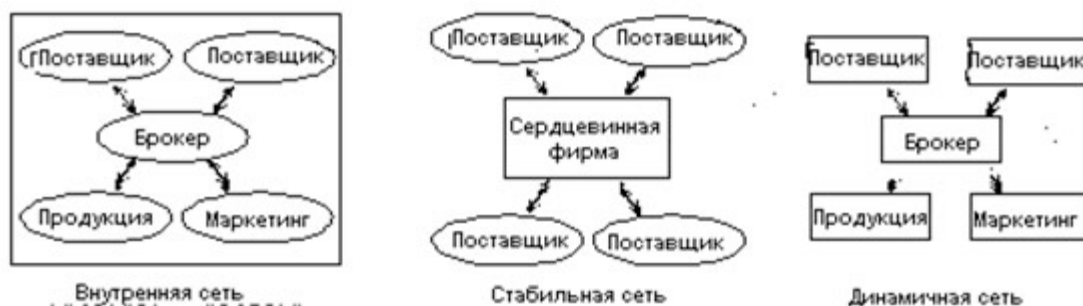 Поставщик Поставщик
Брокер
Продукция Маркетинг
Внутренняя сеть
Поставщик Поставщик
Сердцевинная
фирма
Поставщик Поставщик
Стабильная сеть
Поставщик Поставщик
Брокер
Продукция Маркетинг
Динамичная сеть